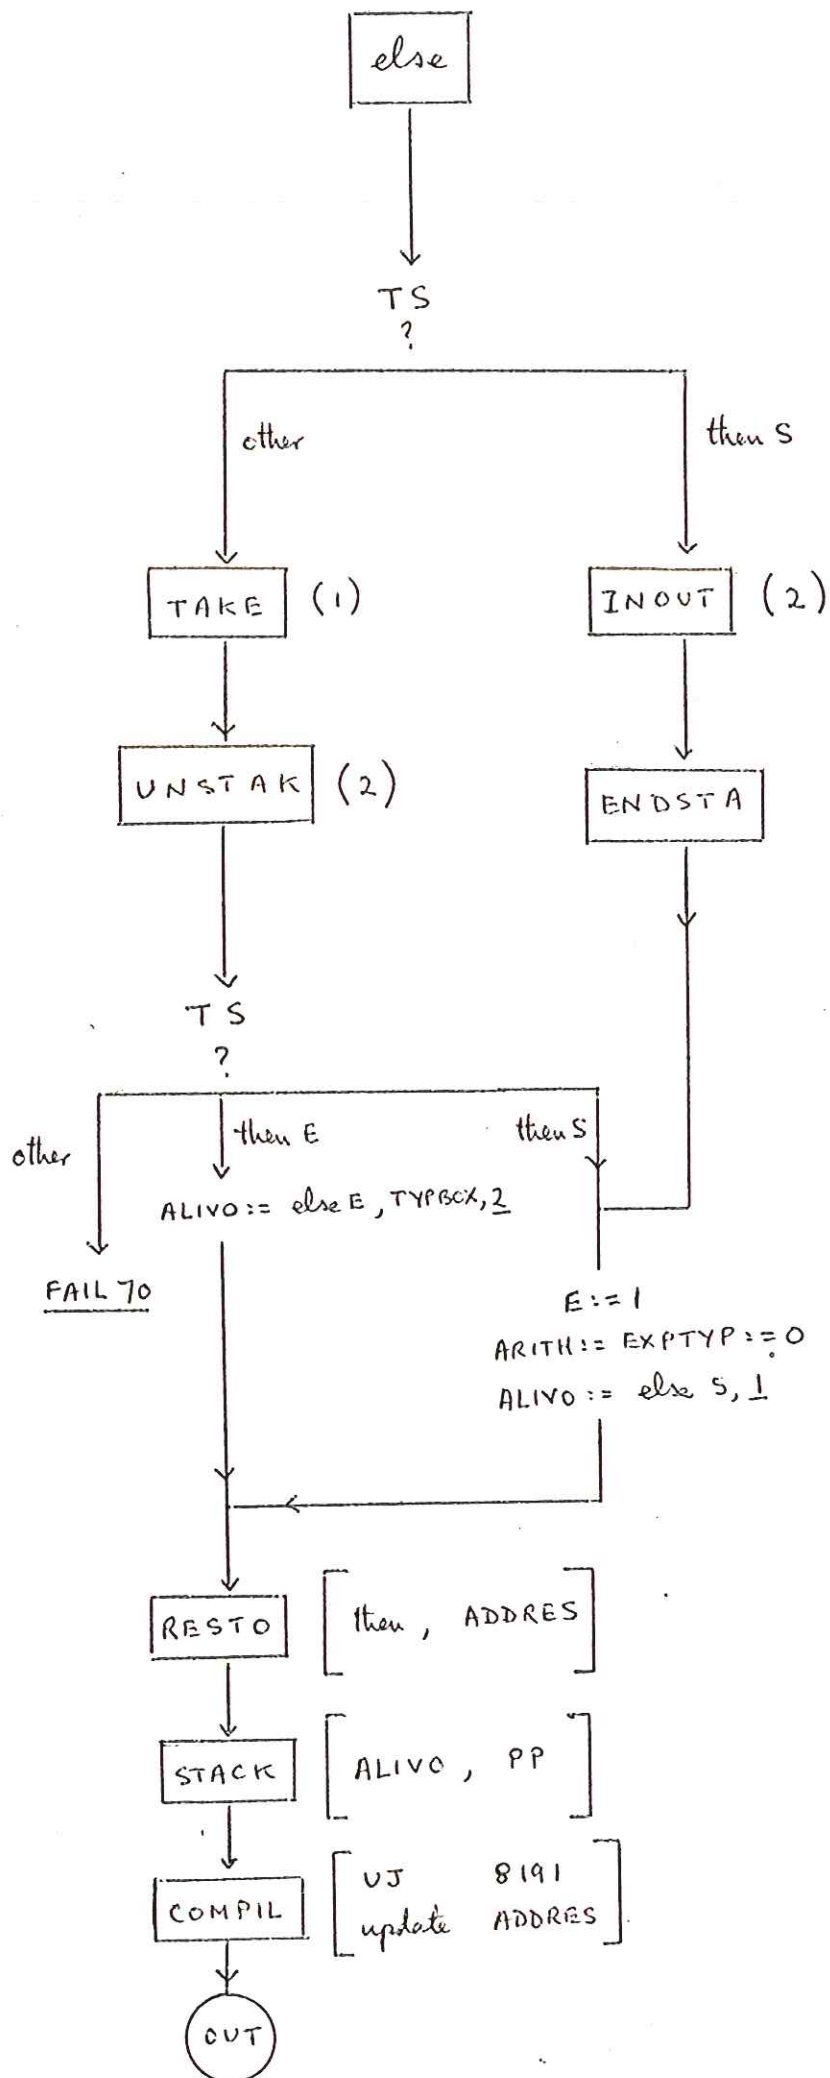 else
TS
?
other
then S
TAKE (1)
INOUT (2)
UNSTAK (2)
ENDSTA
TS
?
other
then E
then S
ALIVO := else E, TYPBOX, 2
FAIL 70
E := 1
ARITH := EXPTYP := 0
ALIVO := else S, 1
RESTO [then, ADDRES]
STACK [ALIVO, PP]
COMPIL [UJ 8191
update ADDRES]
OUT